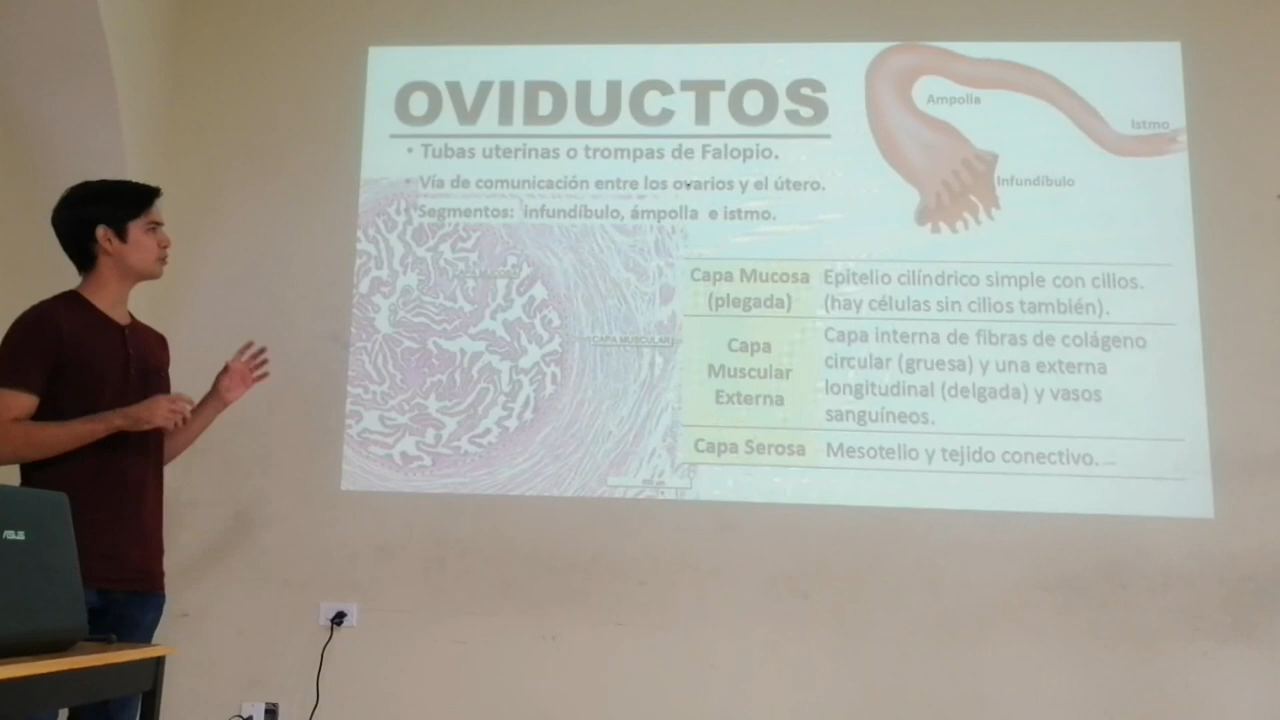 OVIDUCTOS
• Tubas uterinas o trompas de Falopio.
• Vía de comunicación entre los ovarios y el útero.
Segmentos: infundíbulo, ámpolla e istmo.
Ampolla
Istmo
Infundíbulo
CAPA MUCOSA
CAPA MUSCULAR
Capa Mucosa
(plegada)
Epitelio cilíndrico simple con cilios.
(hay células sin cilios también).
Capa
Muscular
Externa
Capa interna de fibras de colágeno
circular (gruesa) y una externa
longitudinal (delgada) y vasos
sanguíneos.
Capa Serosa
Mesotelio y tejido conectivo.
ASUS